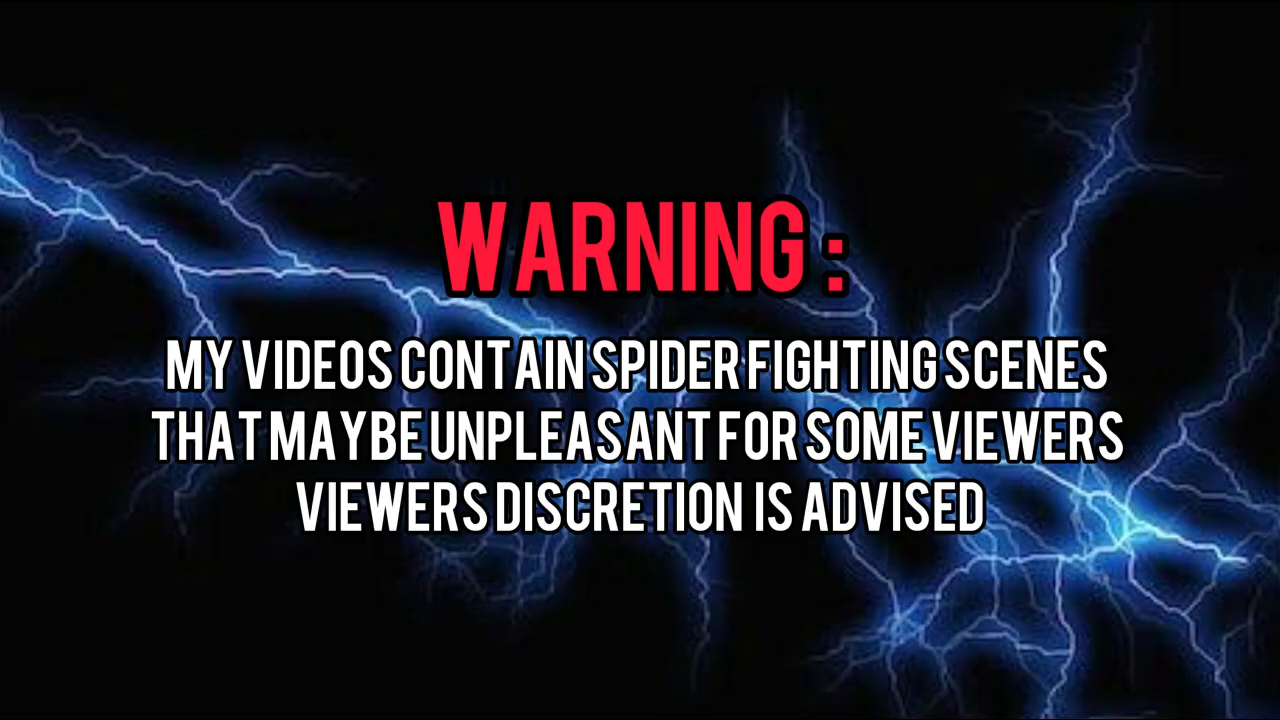 WARNING :
MY VIDEOS CONTAIN SPIDER FIGHTING SCENES
THAT MAYBE UNPLEASANT FOR SOME VIEWERS
VIEWERS DISCRETION IS ADVISED